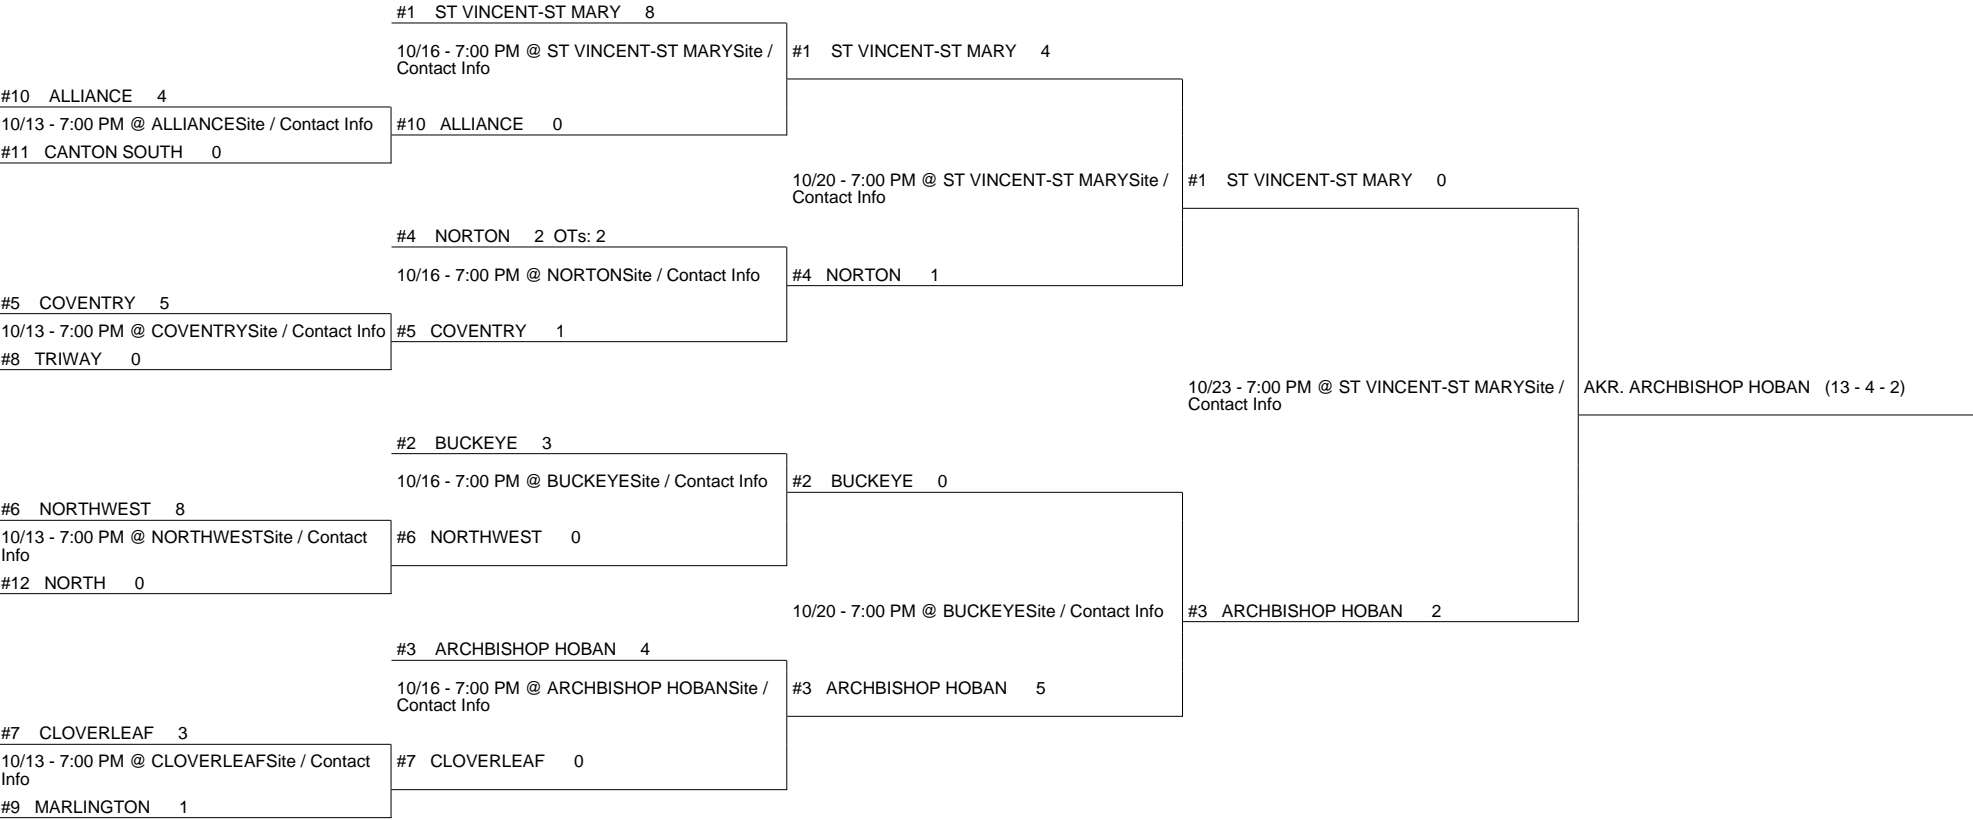 #1 ST VINCENT-ST MARY 8
10/16 - 7:00 PM @ ST VINCENT-ST MARYSite /
Contact Info
#1 ST VINCENT-ST MARY 4
#10 ALLIANCE 4
10/13 - 7:00 PM @ ALLIANCESite / Contact Info
#10 ALLIANCE 0
#11 CANTON SOUTH 0
10/20 - 7:00 PM @ ST VINCENT-ST MARYSite /
Contact Info
#1 ST VINCENT-ST MARY 0
#4 NORTON 2 OTs: 2
10/16 - 7:00 PM @ NORTONSite / Contact Info
#4 NORTON 1
#5 COVENTRY 5
10/13 - 7:00 PM @ COVENTRYSite / Contact Info
#5 COVENTRY 1
#8 TRIWAY 0
10/23 - 7:00 PM @ ST VINCENT-ST MARYSite /
Contact Info
AKR. ARCHBISHOP HOBAN (13 - 4 - 2)
#2 BUCKEYE 3
10/16 - 7:00 PM @ BUCKEYESite / Contact Info
#2 BUCKEYE 0
#6 NORTHWEST 8
10/13 - 7:00 PM @ NORTHWESTSite / Contact
Info
#6 NORTHWEST 0
#12 NORTH 0
10/20 - 7:00 PM @ BUCKEYESite / Contact Info
#3 ARCHBISHOP HOBAN 2
#3 ARCHBISHOP HOBAN 4
10/16 - 7:00 PM @ ARCHBISHOP HOBANSite /
Contact Info
#3 ARCHBISHOP HOBAN 5
#7 CLOVERLEAF 3
10/13 - 7:00 PM @ CLOVERLEAFSite / Contact
Info
#7 CLOVERLEAF 0
#9 MARLINGTON 1